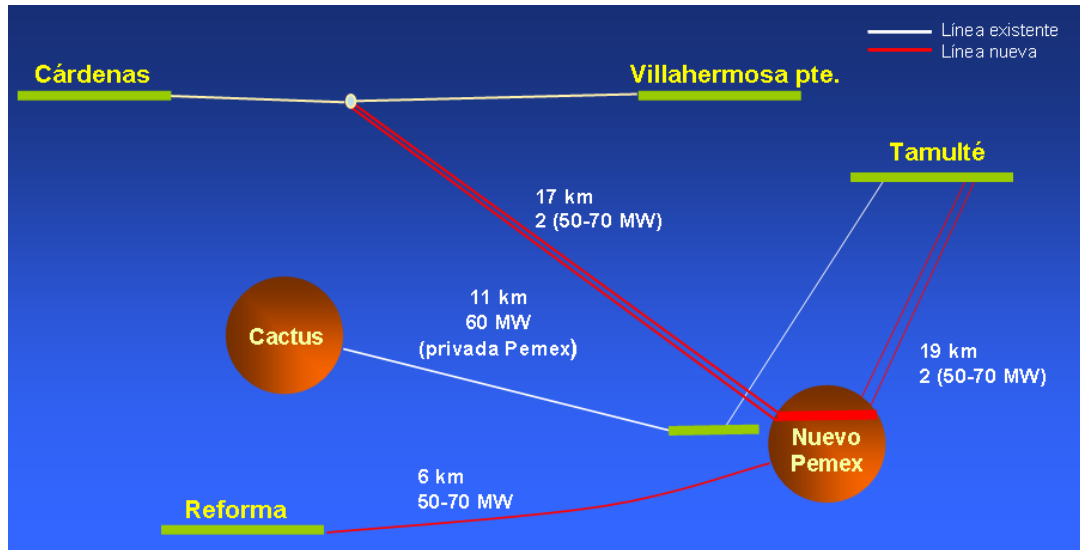 Línea existente
Línea nueva
Cárdenas
Villahermosa pte.
Tamulté
17 km
2 (50-70 MW)
11 km
60 MW
(privada Pemex)
Cactus
19 km
2 (50-70 MW)
Nuevo
Pemex
6 km
50-70 MW
Reforma